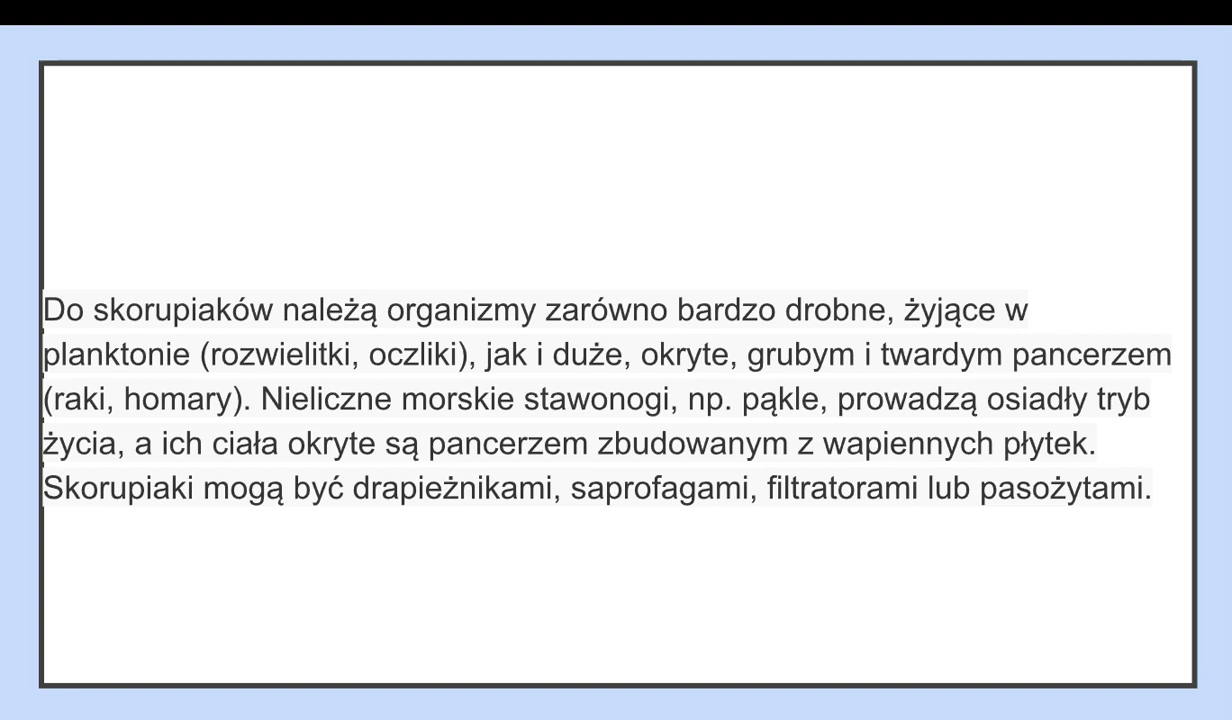 Do skorupiaków należą organizmy zarówno bardzo drobne, żyjące w
planktonie (rozwielitki, oczliki), jak i duże, okryte, grubym i twardym pancerzem
(raki, homary). Nieliczne morskie stawonogi, np. pąkle, prowadzą osiadły tryb
życia, a ich ciała okryte są pancerzem zbudowanym z wapiennych płytek.
Skorupiaki mogą być drapieżnikami, saprofagami, filtratorami lub pasożytami.